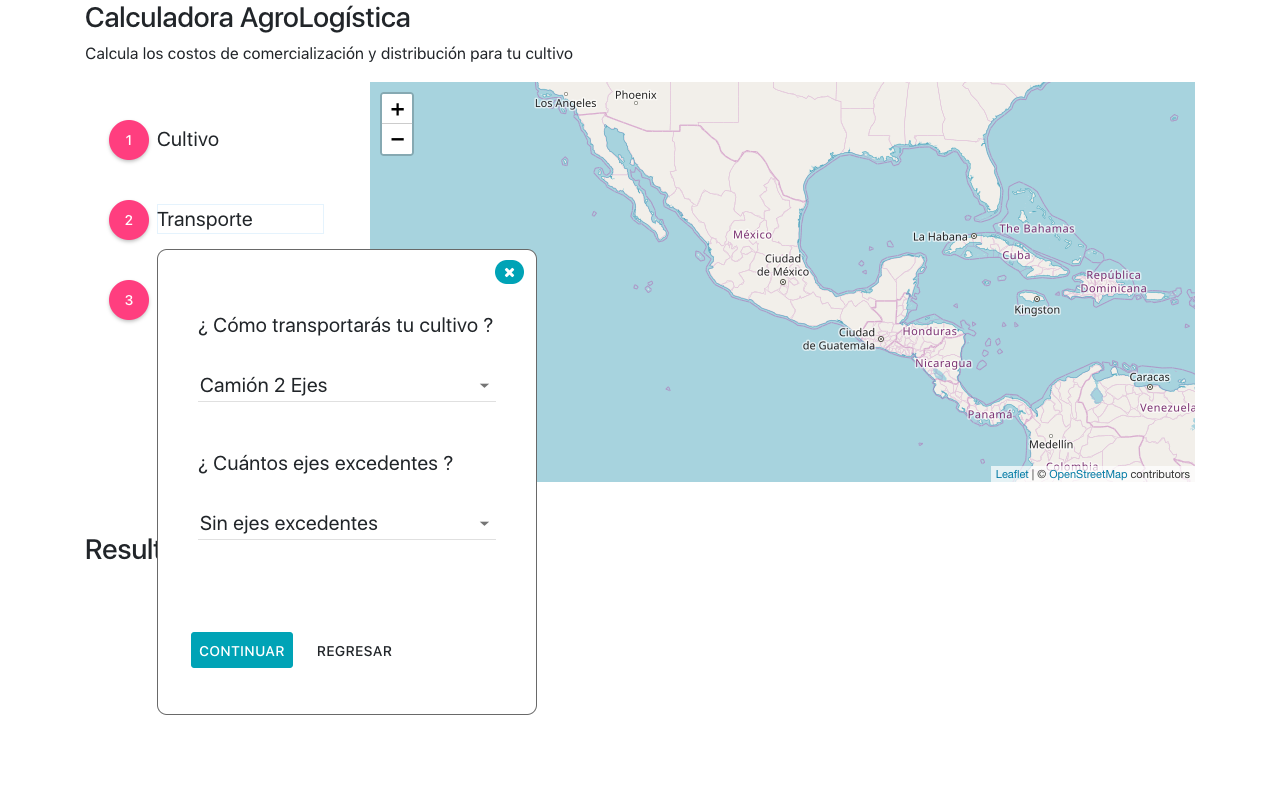 Calculadora AgroLogística
Calcula los costos de comercialización y distribución para tu cultivo
1 Cultivo
2 Transporte
3
¿ Cómo transportarás tu cultivo ?
Camión 2 Ejes
¿ Cuántos ejes excedentes ?
Sin ejes excedentes
CONTINUAR REGRESAR
+
−
Los Angeles
Phoenix
México
Ciudad
de México
La Habana
The Bahamas
Cuba
República
Dominicana
Kingston
Ciudad
de Guatemala
Honduras
Nicaragua
Panamá
Caracas
Venezuela
Medellín
Colombia
Leaflet | © OpenStreetMap contributors